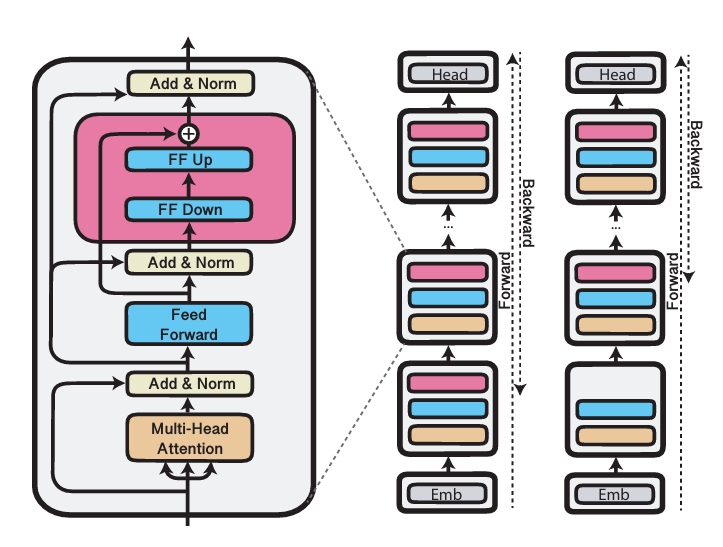 Add & Norm
FF Up
FF Down
Add & Norm
Feed
Forward
Add & Norm
Multi-Head
Attention
Head
...
Emb
Forward
Backward
Head
...
Emb
Forward
Backward